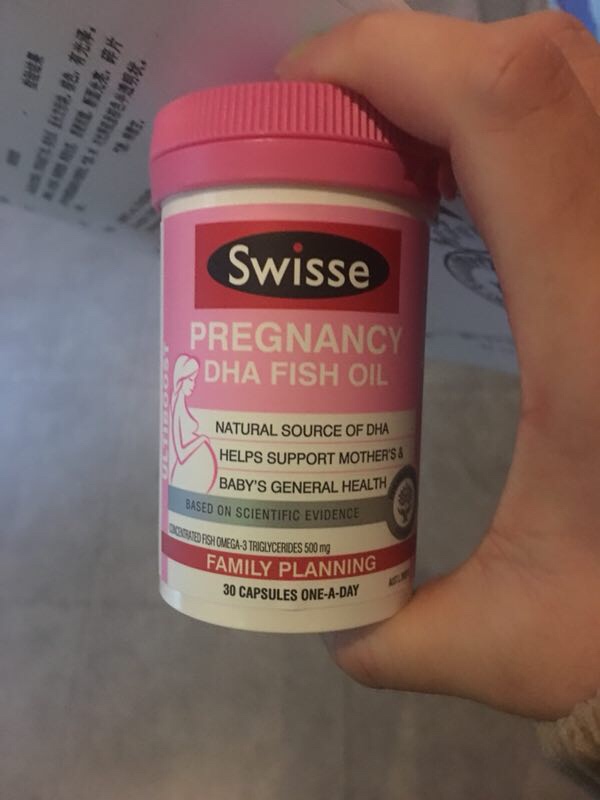 Swisse
PREGNANCY
DHA FISH OIL
ULTIBOOST
NATURAL SOURCE OF DHA
HELPS SUPPORT MOTHER'S &
BABY'S GENERAL HEALTH
BASED ON SCIENTIFIC EVIDENCE
CONCENTRATED FISH OMEGA-3 TRIGLYCERIDES 500 mg
FAMILY PLANNING
30 CAPSULES ONE-A-DAY